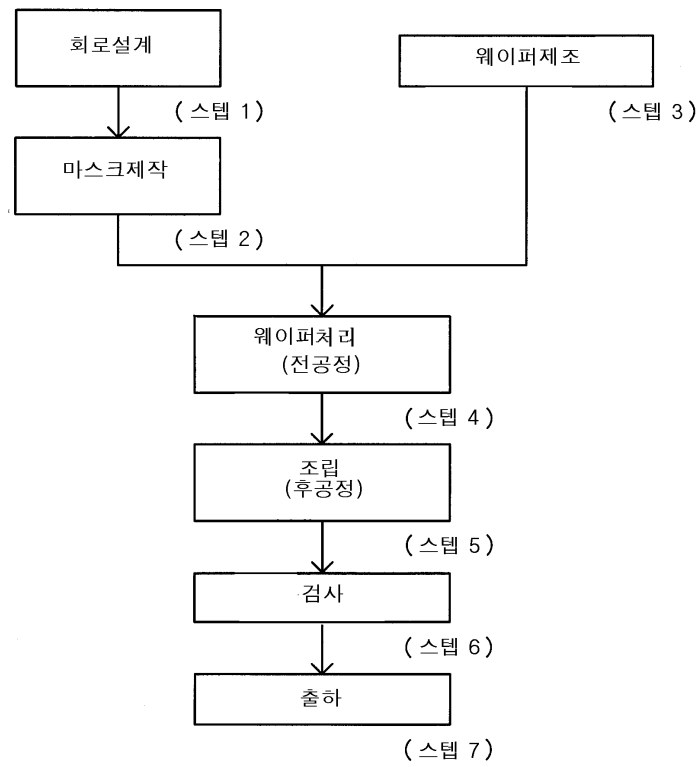 회로설계
(스텝 1)
웨이퍼제조
(스텝 3)
마스크제작
(스텝 2)
웨이퍼처리
(전공정)
(스텝 4)
조립
(후공정)
(스텝 5)
검사
(스텝 6)
출하
(스텝 7)